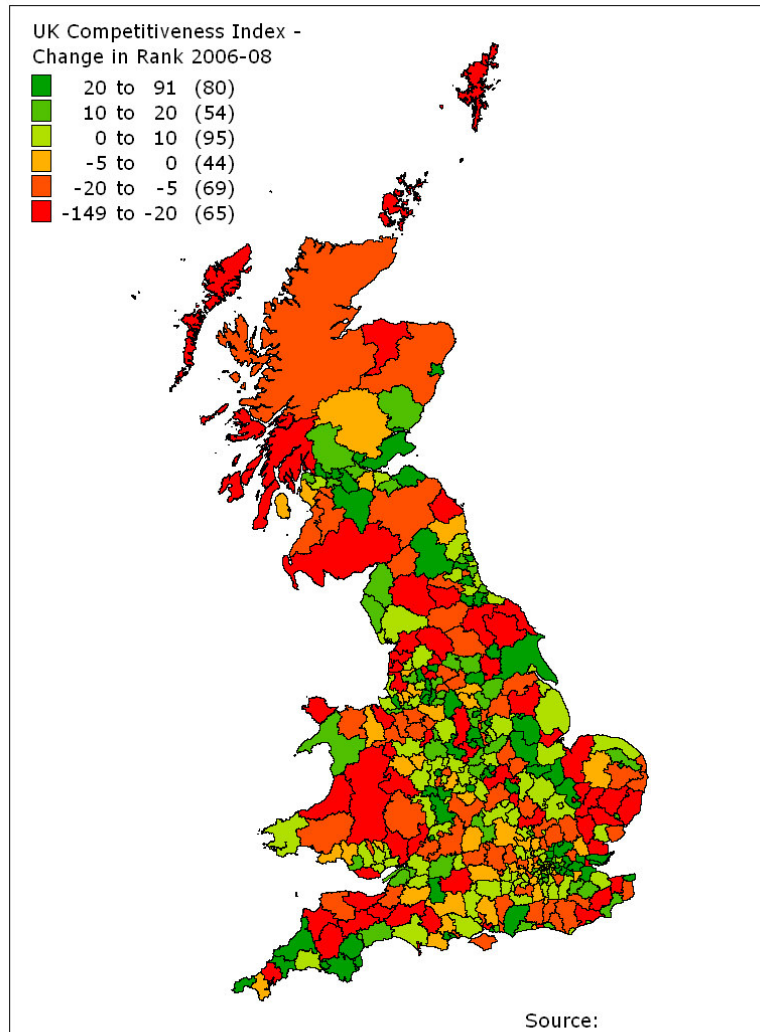 UK Competitiveness Index -
Change in Rank 2006-08
20 to 91 (80)
10 to 20 (54)
0 to 10 (95)
-5 to 0 (44)
-20 to -5 (69)
-149 to -20 (65)
Source: